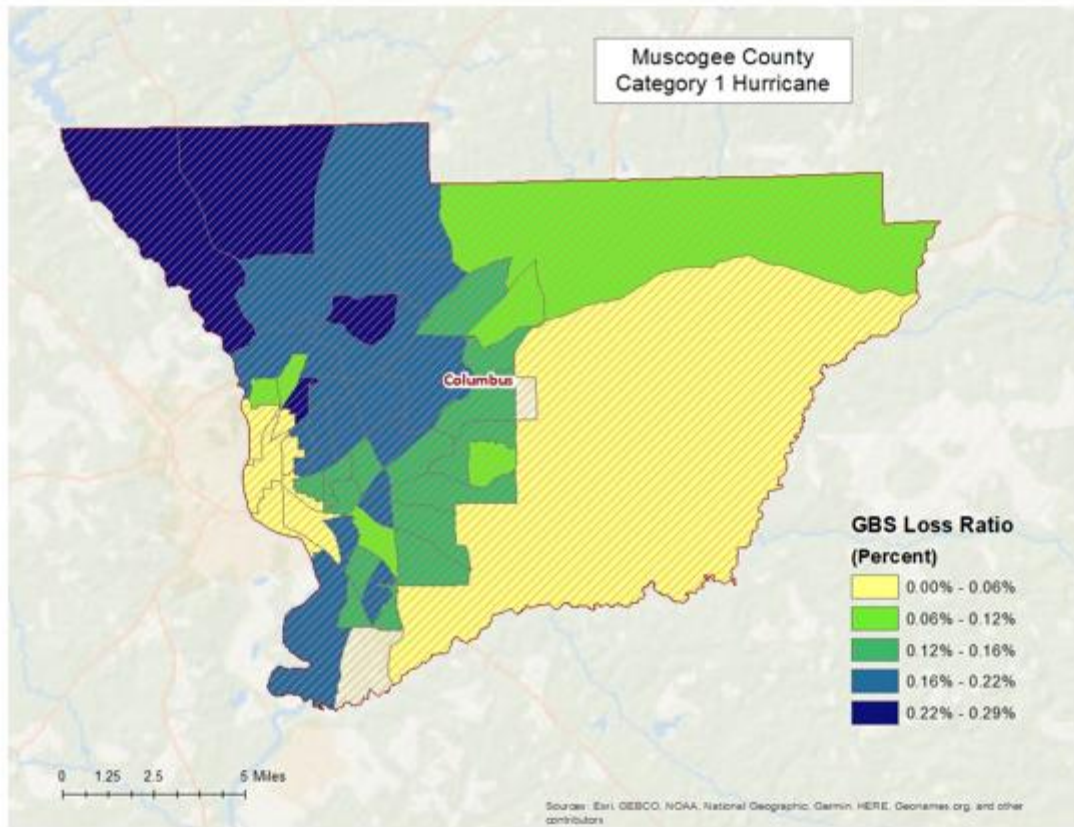 Muscogee County
Category 1 Hurricane
Columbus
GBS Loss Ratio
(Percent)
0.00% - 0.06%
0.06% - 0.12%
0.12% - 0.16%
0.16% - 0.22%
0.22% - 0.29%
0 1.25 2.5 5 Miles
Sources: Esri, GEBCO, NOAA, National Geographic, Garmin, HERE, Geonames.org, and other
contributors